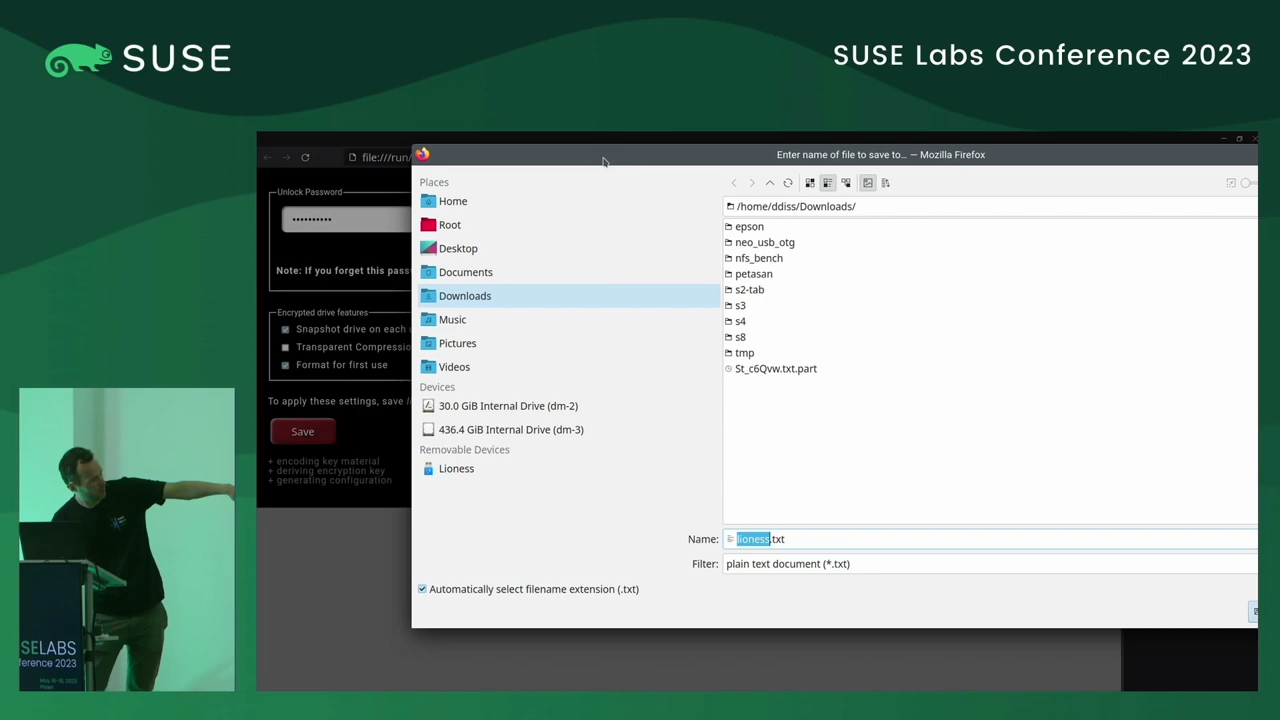 SUSE
SUSE Labs Conference 2023
Enter name of file to save to... — Mozilla Firefox
file:///run/
Unlock Password
••••••••••
Note: If you forget this pass
Encrypted drive features
Snapshot drive on each
Transparent Compressio
Format for first use
To apply these settings, save
Save
+ encoding key material
+ deriving encryption key
+ generating configuration
Places
Home
Root
Desktop
Documents
Downloads
Music
Pictures
Videos
Devices
30.0 GiB Internal Drive (dm-2)
436.4 GiB Internal Drive (dm-3)
Removable Devices
Lioness
/home/ddiss/Downloads/
epson
neo_usb_otg
nfs_bench
petasan
s2-tab
s3
s4
s8
tmp
St_c6Qvw.txt.part
Name: lioness.txt
Filter: plain text document (*.txt)
Automatically select filename extension (.txt)
SELABS
ference 2023
May 16-18, 2023